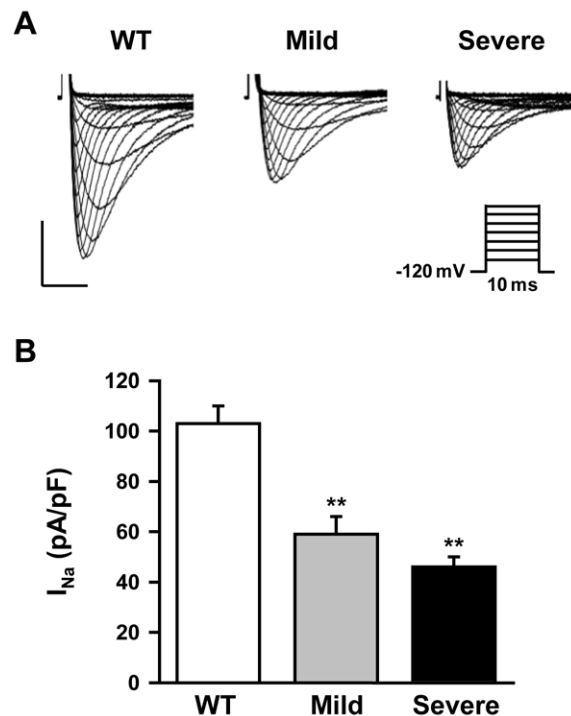 A
WT Mild Severe
-120 mV
10 ms
B
120
100
80
60
40
20
0
I_Na (pA/pF)
**
**
WT Mild Severe